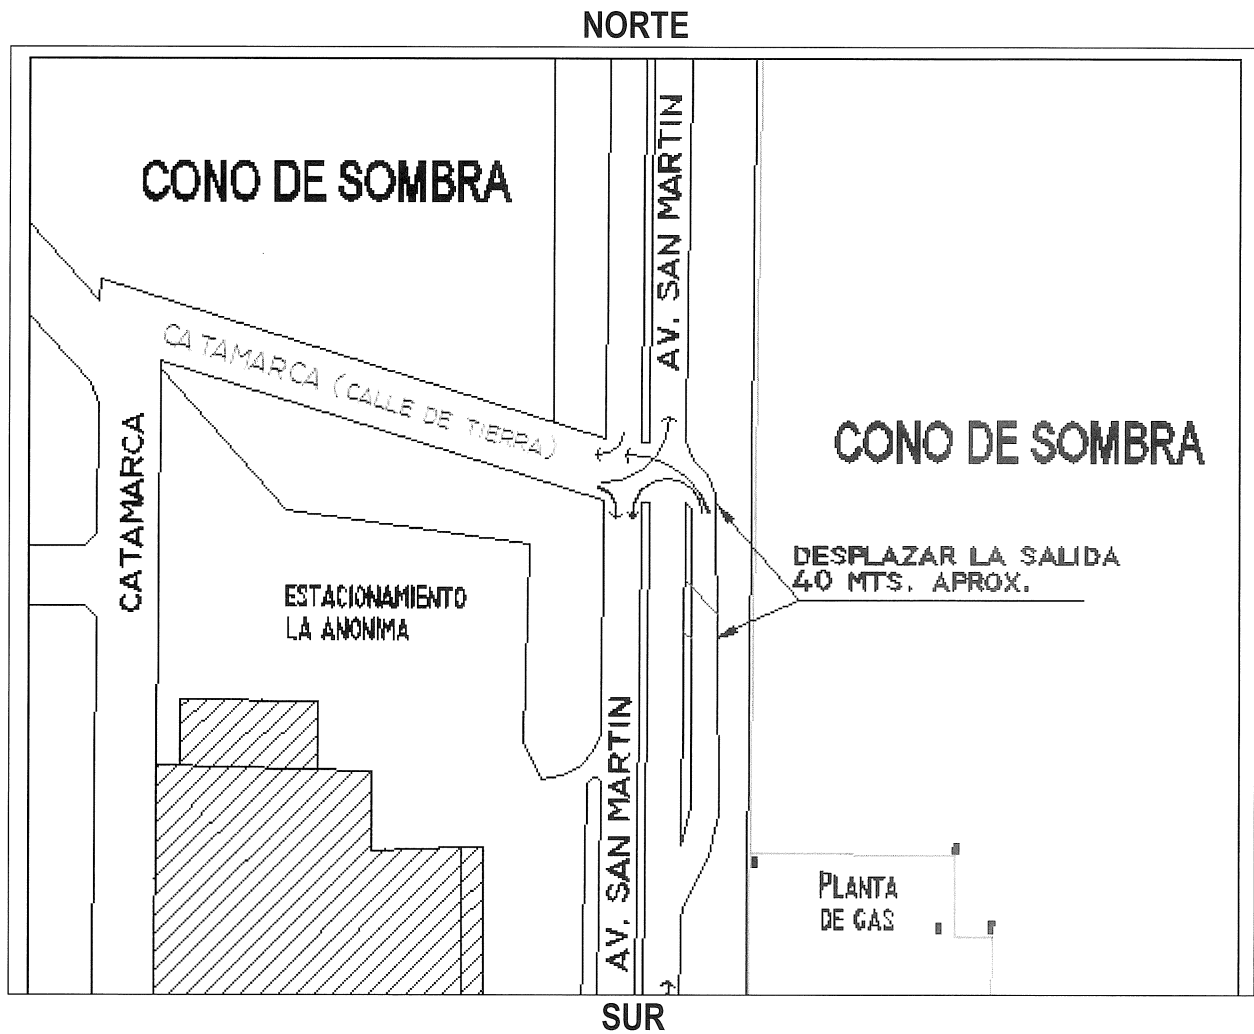 NORTE
CONO DE SOMBRA
AV. SAN MARTIN
CATAMARCA (CALLE DE TIERRA)
CATAMARCA
CONO DE SOMBRA
DESPLAZAR LA SALIDA
40 MTS. APROX.
ESTACIONAMIENTO
LA ANONIMA
AV. SAN MARTIN
PLANTA
DE GAS
SUR